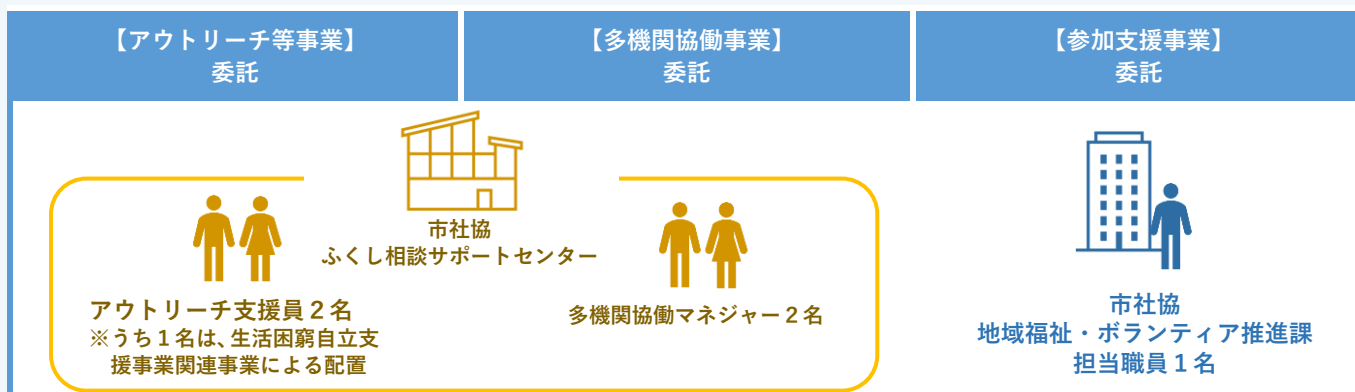 【アウトリーチ等事業】
委託
【多機関協働事業】
委託
【参加支援事業】
委託
市社協
ふくし相談サポートセンター
アウトリーチ支援員２名
※うち１名は、生活困窮自立支
援事業関連事業による配置
多機関協働マネジャー２名
市社協
地域福祉・ボランティア推進課
担当職員１名